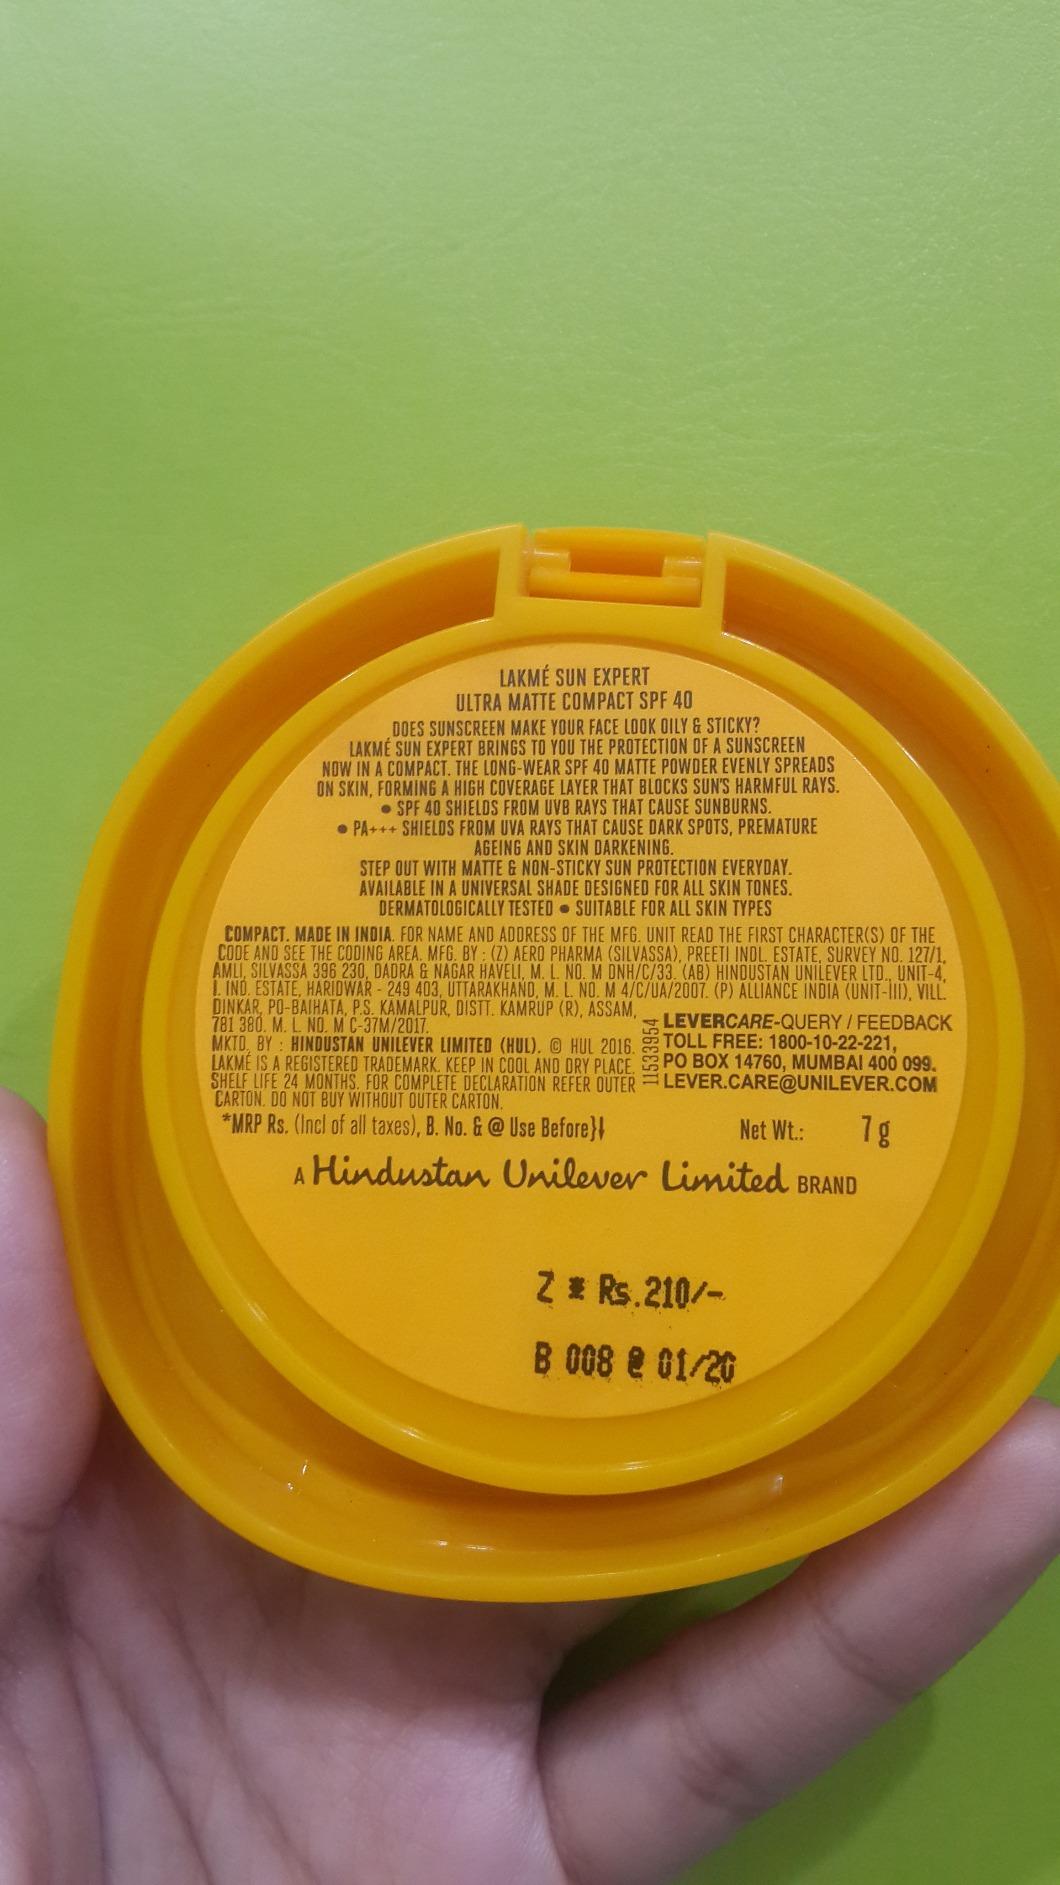 LAKMÉ SUN EXPERT
ULTRA MATTE COMPACT SPF 40
DOES SUNSCREEN MAKE YOUR FACE LOOK OILY & STICKY?
LAKMÉ SUN EXPERT BRINGS TO YOU THE PROTECTION OF A SUNSCREEN
NOW IN A COMPACT. THE LONG-WEAR SPF 40 MATTE POWDER EVENLY SPREADS
ON SKIN, FORMING A HIGH COVERAGE LAYER THAT BLOCKS SUN'S HARMFUL RAYS.
● SPF 40 SHIELDS FROM UVB RAYS THAT CAUSE SUNBURNS.
● PA+++ SHIELDS FROM UVA RAYS THAT CAUSE DARK SPOTS, PREMATURE
AGEING AND SKIN DARKENING.
STEP OUT WITH MATTE & NON-STICKY SUN PROTECTION EVERYDAY.
AVAILABLE IN A UNIVERSAL SHADE DESIGNED FOR ALL SKIN TONES.
DERMATOLOGICALLY TESTED ● SUITABLE FOR ALL SKIN TYPES
COMPACT. MADE IN INDIA. FOR NAME AND ADDRESS OF THE MFG. UNIT READ THE FIRST CHARACTER(S) OF THE
CODE AND SEE THE CODING AREA. MFG. BY : (Z) AERO PHARMA (SILVASSA), PREETI INDL. ESTATE, SURVEY NO. 127/1,
AMLI, SILVASSA 396 230, DADRA & NAGAR HAVELI, M. L. NO. M DNH/C/33. (AB) HINDUSTAN UNILEVER LTD., UNIT-4,
I. IND. ESTATE, HARIDWAR - 249 403, UTTARAKHAND, M. L. NO. M 4/C/UA/2007. (P) ALLIANCE INDIA (UNIT-III), VILL.
DINKAR, PO-BAIHATA, P.S. KAMALPUR, DISTT. KAMRUP (R), ASSAM,
781 380. M. L. NO. M C-37M/2017.
MKTD. BY : HINDUSTAN UNILEVER LIMITED (HUL). © HUL 2016.
LAKMÉ IS A REGISTERED TRADEMARK. KEEP IN COOL AND DRY PLACE.
SHELF LIFE 24 MONTHS. FOR COMPLETE DECLARATION REFER OUTER
CARTON. DO NOT BUY WITHOUT OUTER CARTON.
11533954
LEVERCARE-QUERY / FEEDBACK
TOLL FREE: 1800-10-22-221,
PO BOX 14760, MUMBAI 400 099.
LEVER.CARE@UNILEVER.COM
*MRP Rs. (Incl of all taxes), B. No. & @ Use Before}↓
Net Wt.: 7 g
A Hindustan Unilever Limited BRAND
Z * Rs.210/-
B 008 @ 01/20